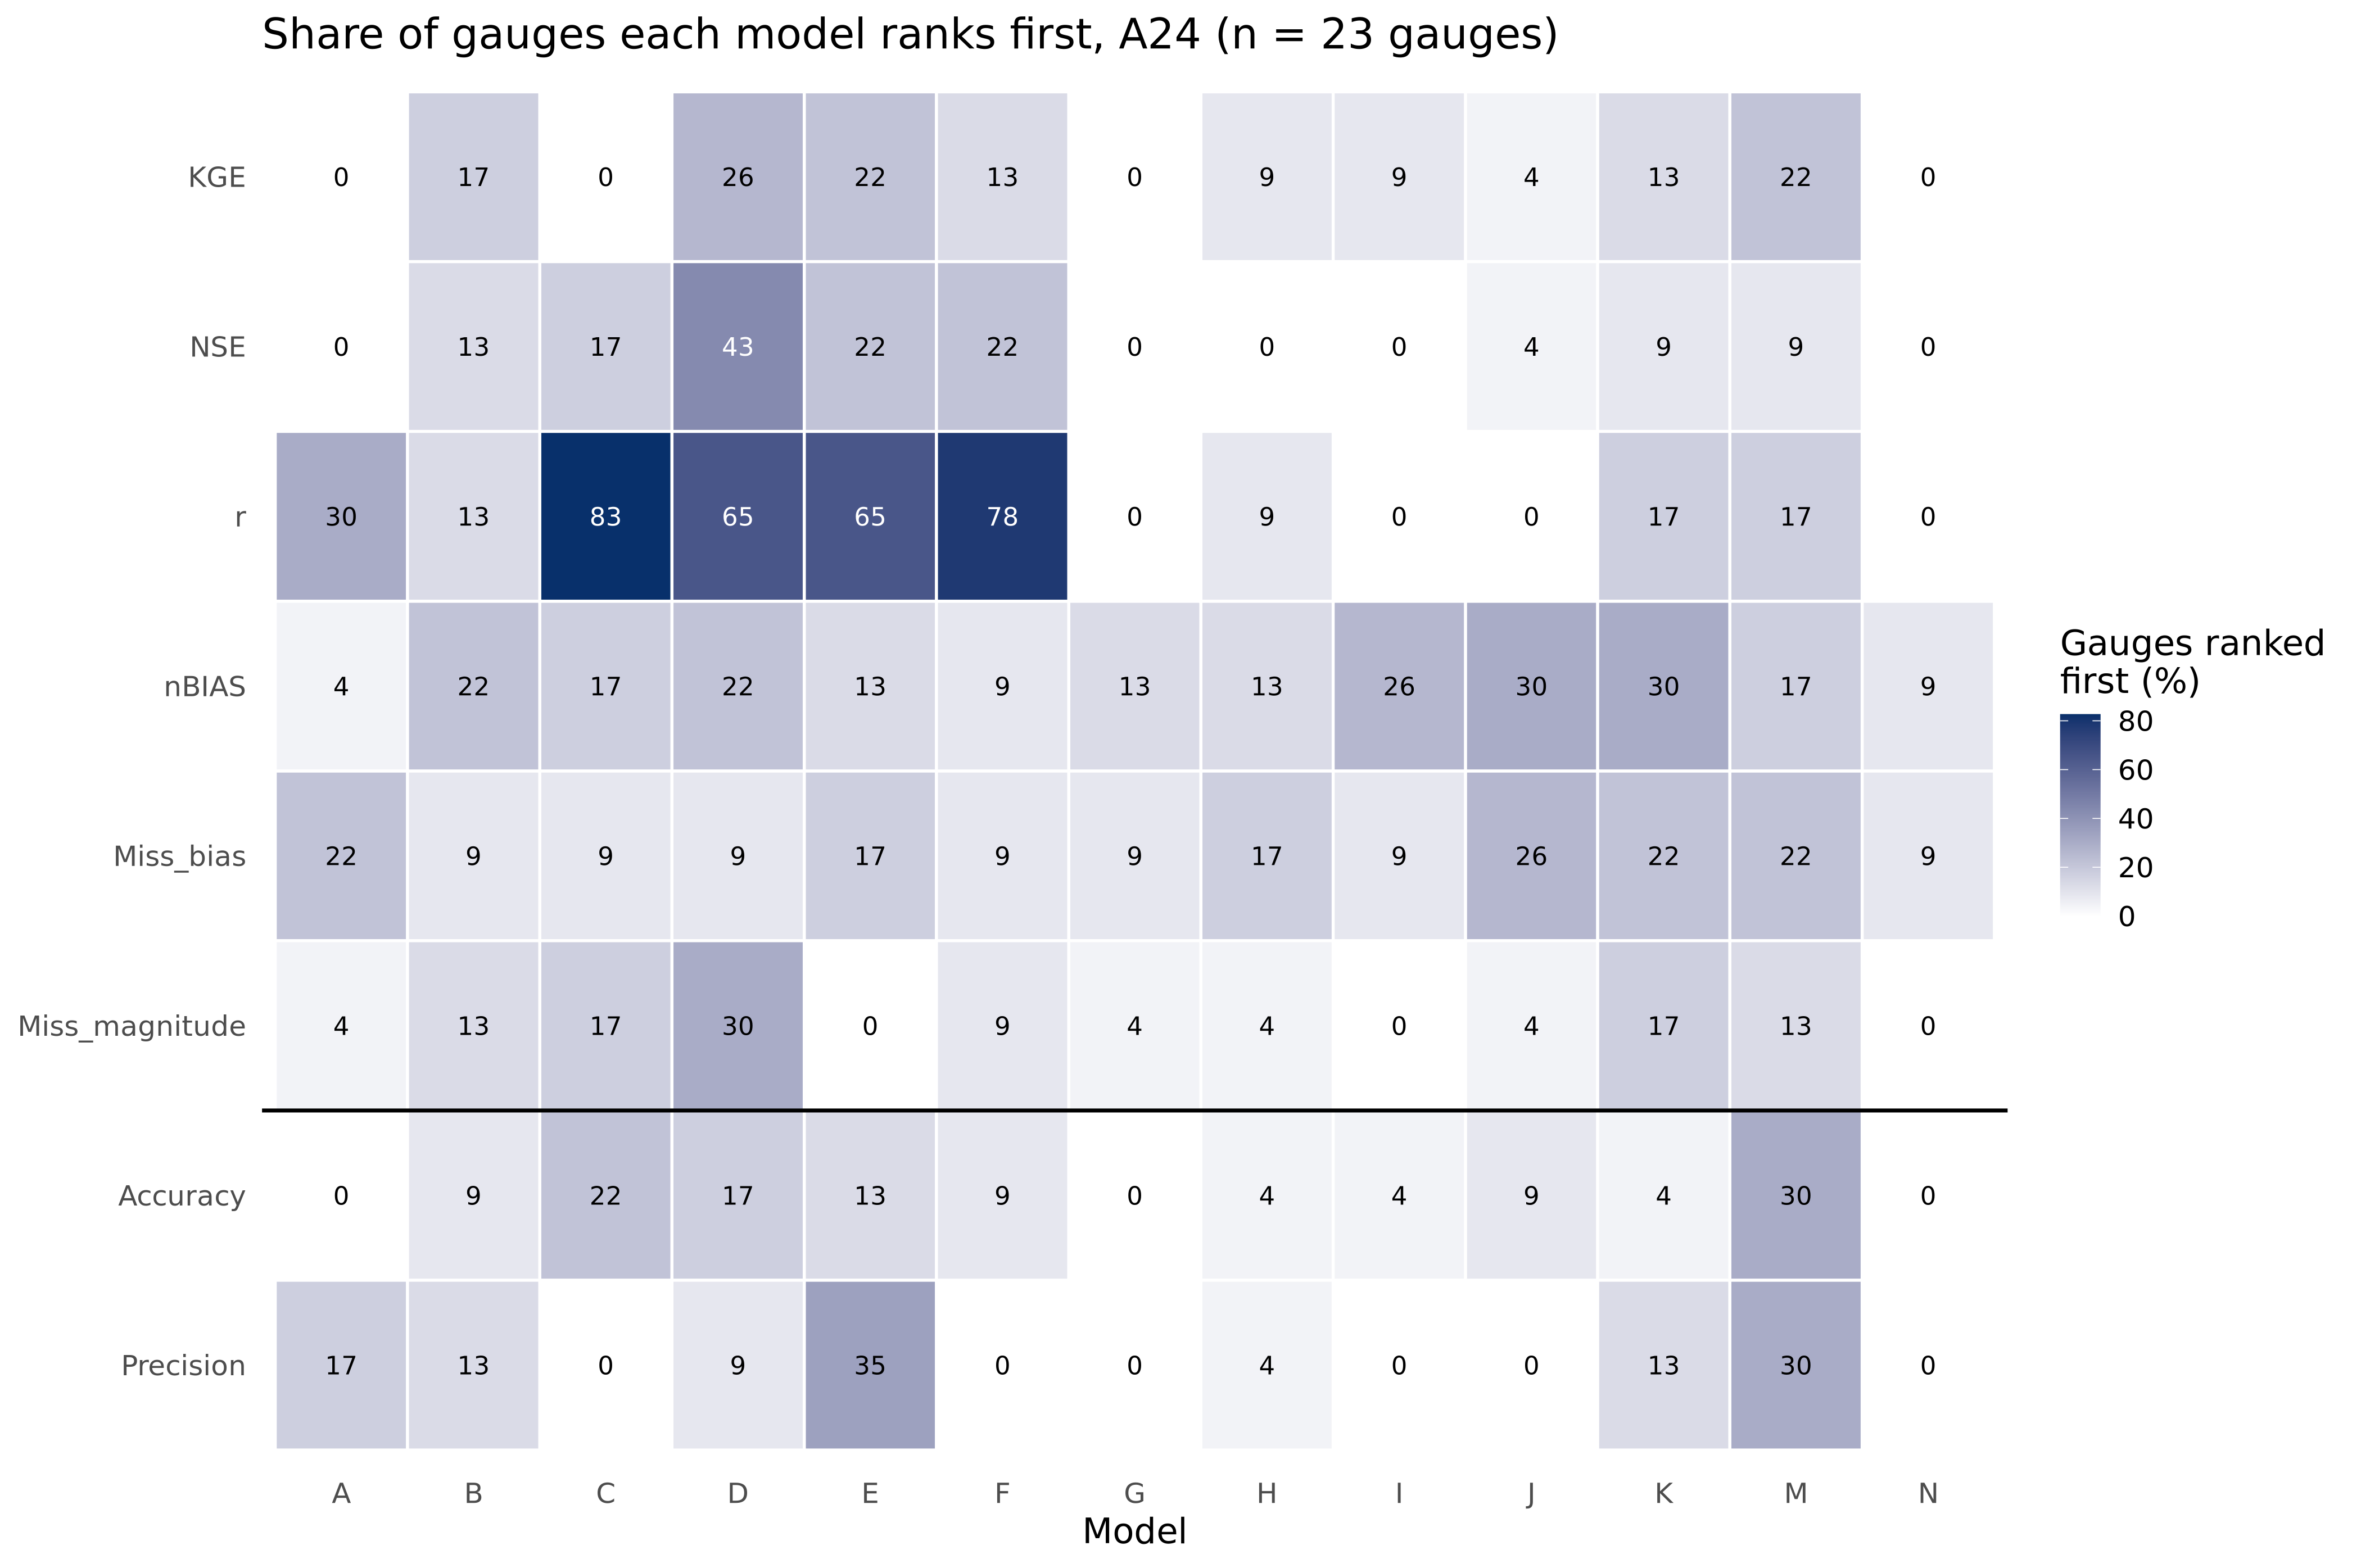 Share of gauges each model ranks first, A24 (n = 23 gauges)
KGE 0 17 0 26 22 13 0 9 9 4 13 22 0
NSE 0 13 17 43 22 22 0 0 0 4 9 9 0
r 30 13 83 65 65 78 0 9 0 0 17 17 0
nBIAS 4 22 17 22 13 9 13 13 26 30 30 17 9
Miss_bias 22 9 9 9 17 9 9 17 9 26 22 22 9
Miss_magnitude 4 13 17 30 0 9 4 4 0 4 17 13 0
Accuracy 0 9 22 17 13 9 0 4 4 9 4 30 0
Precision 17 13 0 9 35 0 0 4 0 0 13 30 0
A B C D E F G H I J K M N
Model
Gauges ranked
first (%)
80
60
40
20
0